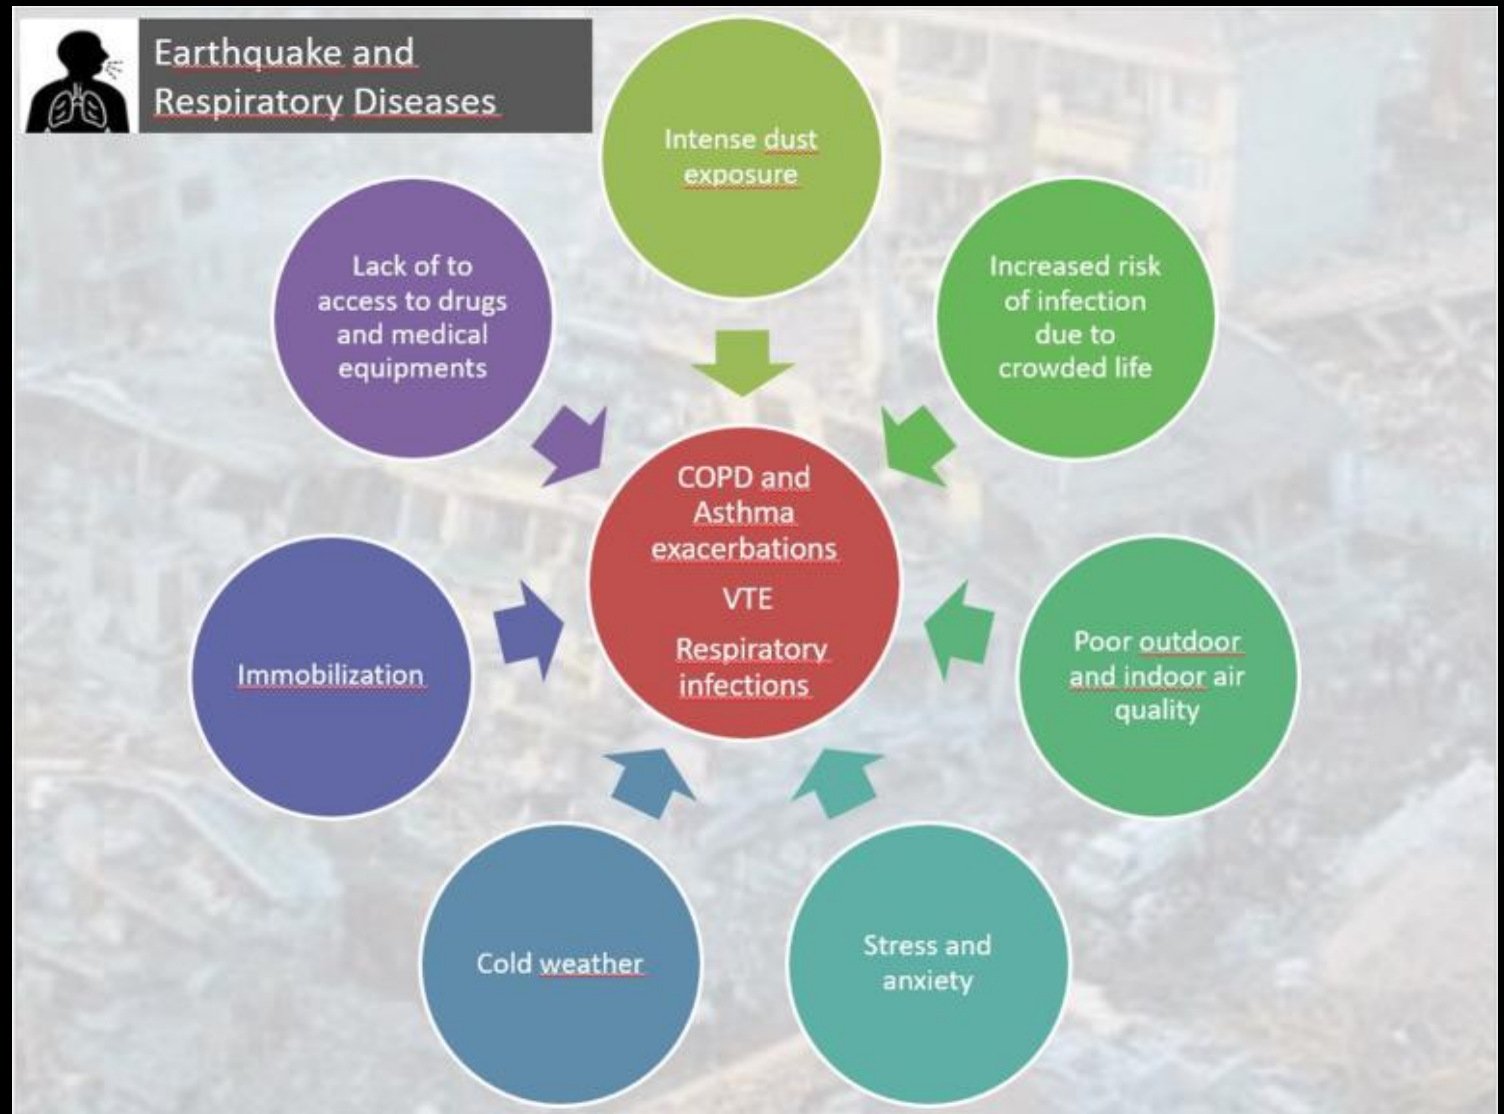 Earthquake and
Respiratory Diseases
Intense dust
exposure
Increased risk
of infection
due to
crowded life
Poor outdoor
and indoor air
quality
Stress and
anxiety
Cold weather
Immobilization
Lack of to
access to drugs
and medical
equipments
COPD and
Asthma
exacerbations
VTE
Respiratory
infections